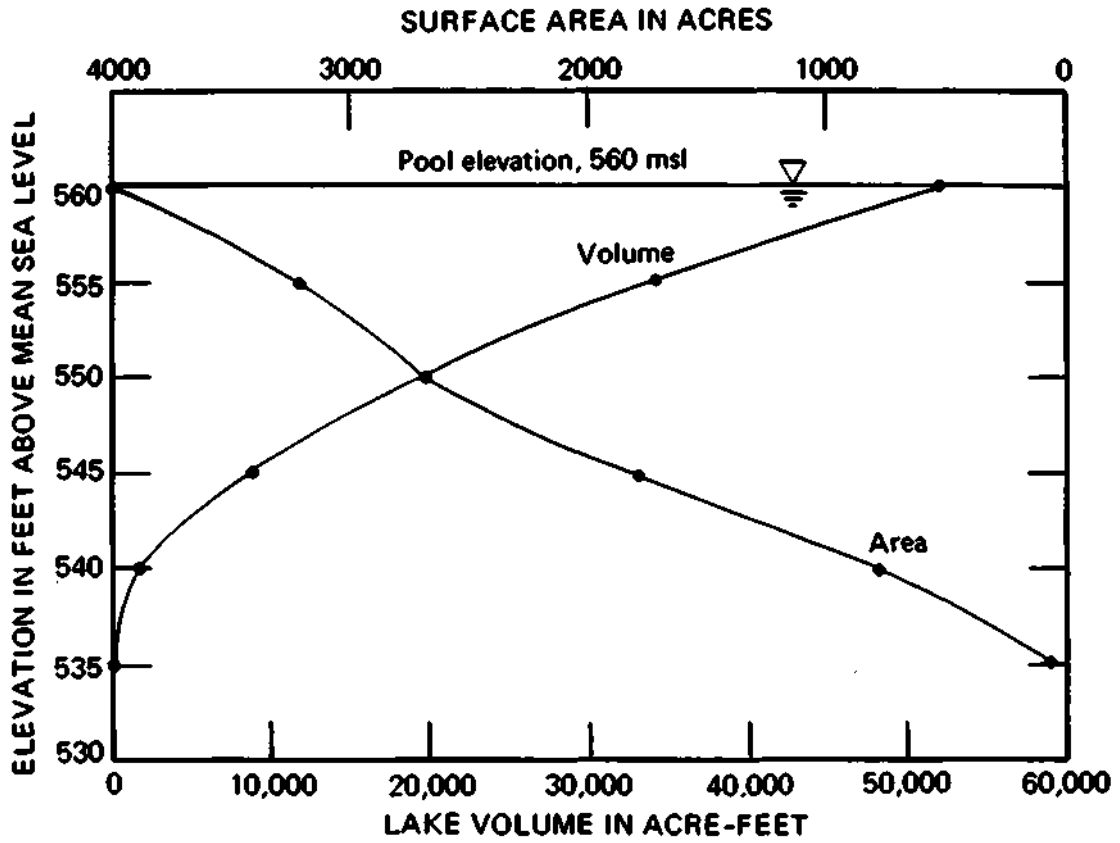 SURFACE AREA IN ACRES
4000 3000 2000 1000 0
ELEVATION IN FEET ABOVE MEAN SEA LEVEL
Pool elevation, 560 msl
560
Volume
555
550
545
Area
540
535
530
0 10,000 20,000 30,000 40,000 50,000 60,000
LAKE VOLUME IN ACRE-FEET